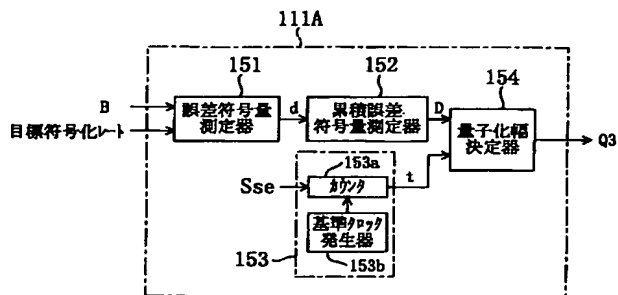 111A
151
152
154
B
目標符号化ﾚｰﾄ
誤差符号量
測定器
d
累積誤差
符号量測定器
D
量子化幅
決定器
Q3
153a
Sse
ｶｳﾝﾀ
t
基準クロック
発生器
153
153b